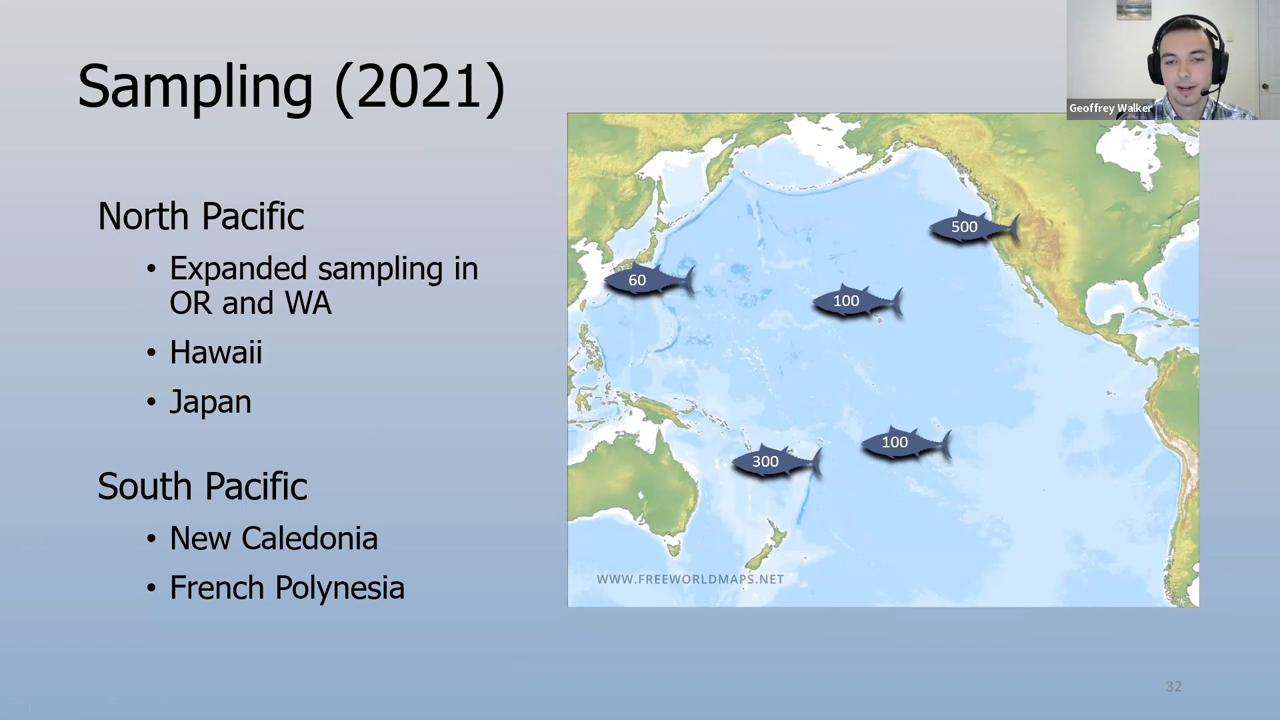 Sampling (2021)
Geoffrey Walker
North Pacific
• Expanded sampling in
OR and WA
• Hawaii
• Japan
South Pacific
• New Caledonia
• French Polynesia
500
60
100
100
300
WWW.FREEWORLDMAPS.NET
32